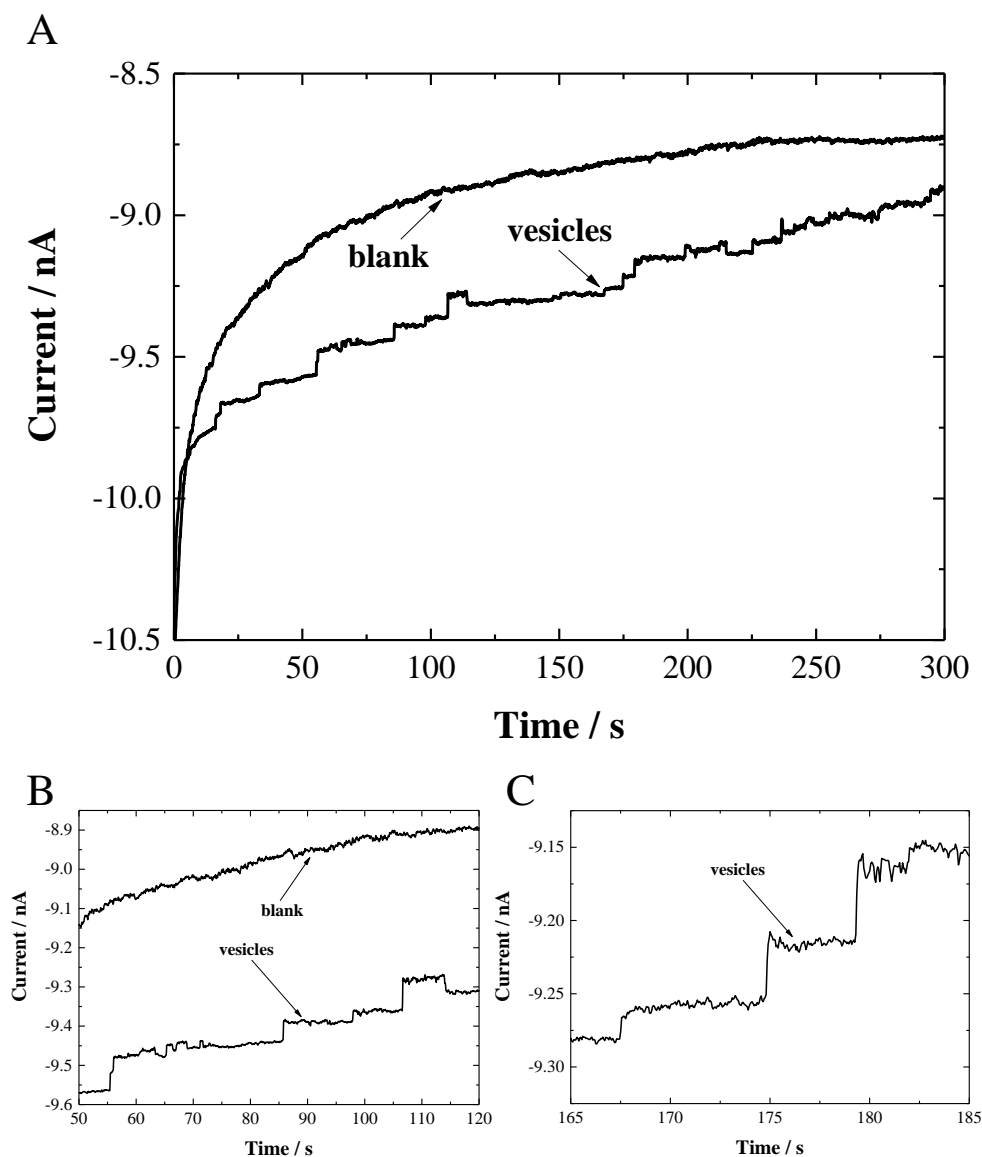 A
-8.5
-9.0
-9.5
-10.0
-10.5
Current / nA
blank
vesicles
0 50 100 150 200 250 300
Time / s
B
-8.9
-9.0
-9.1
-9.2
-9.3
-9.4
-9.5
-9.6
Current / nA
blank
vesicles
50 60 70 80 90 100 110 120
Time / s
C
-9.15
-9.20
-9.25
-9.30
Current / nA
vesicles
165 170 175 180 185
Time / s